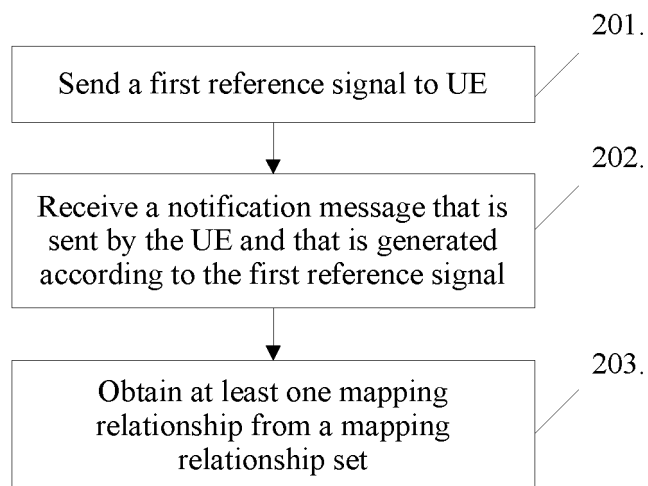 201.
Send a first reference signal to UE
202.
Receive a notification message that is
sent by the UE and that is generated
according to the first reference signal
203.
Obtain at least one mapping
relationship from a mapping
relationship set